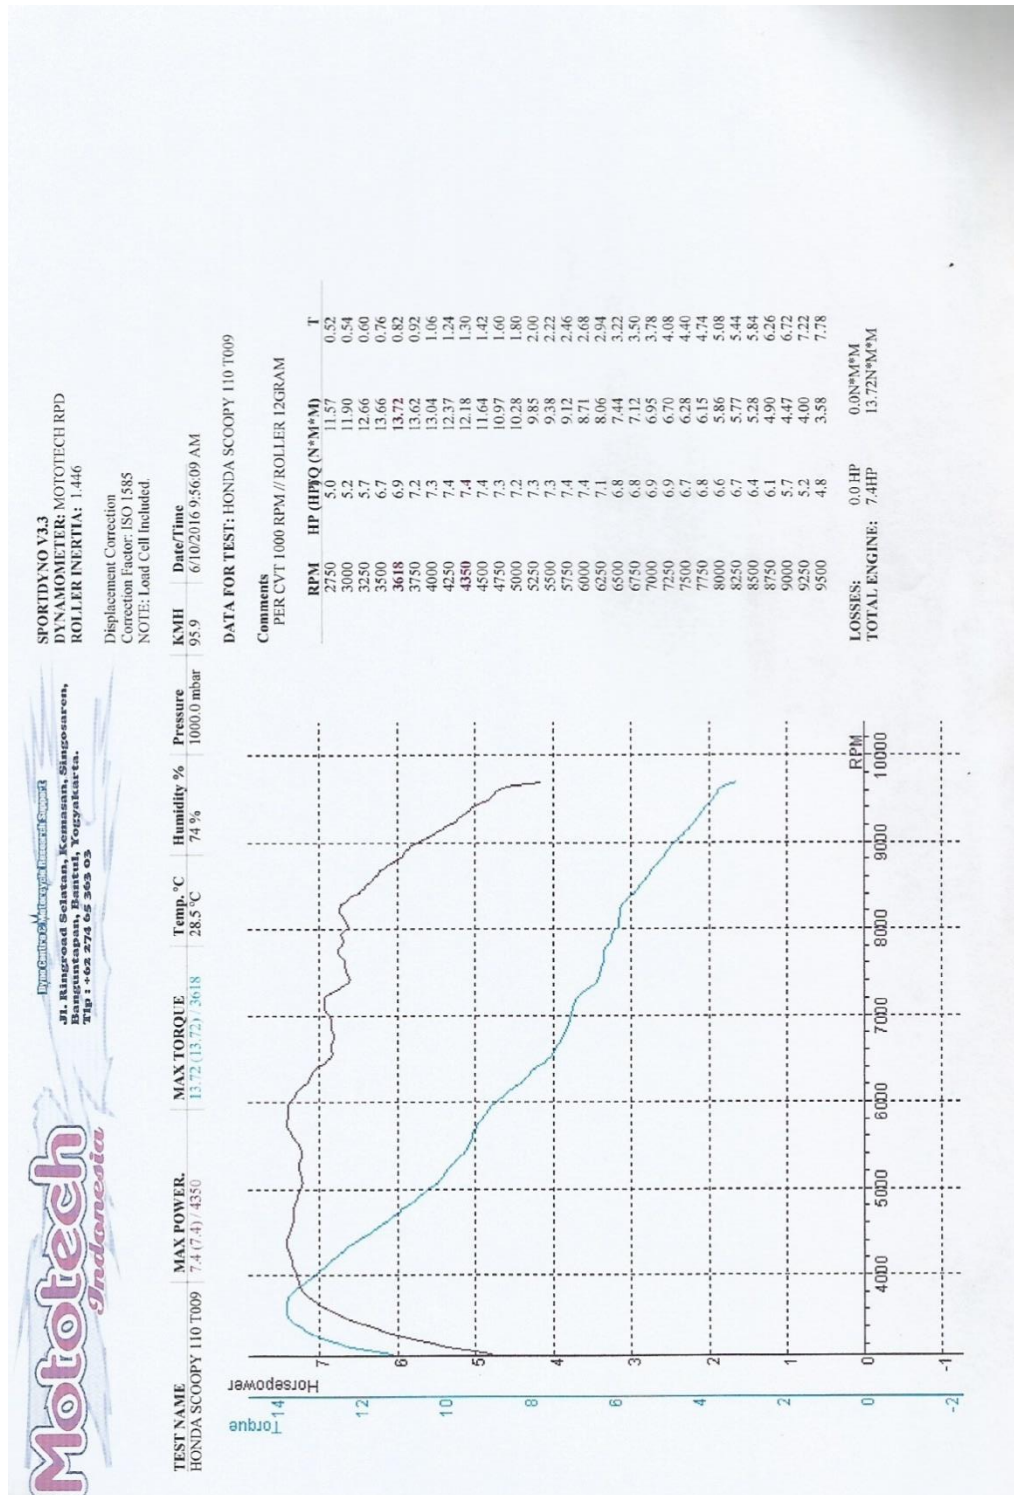 Mototech
Indonesia
Dyno Centre & Motorcycle Research Support
Jl. Ringroad Selatan, Kemasan, Singosaren,
Banguntapan, Bantul, Yogyakarta.
Tlp : +62 274 65 363 03
SPORTDYNO V3.3
DYNAMOMETER: MOTOTECH RPD
ROLLER INERTIA: 1.446
Displacement Correction
Correction Factor: ISO 1585
NOTE: Load Cell Included.
TEST NAME MAX POWER. MAX TORQUE Temp. °C Humidity % Pressure KMH Date/Time
HONDA SCOOPY 110 T009 7.4 (7.4) / 4350 13.72 (13.72) / 3618 28.5 °C 74 % 1000.0 mbar 95.9 6/10/2016 9:56:09 AM
Torque
Horsepower
14
12
10
8
6
4
2
0
-2
7
6
5
4
3
2
1
0
-1
4000 5000 6000 7000 8000 9000 10000
RPM
DATA FOR TEST: HONDA SCOOPY 110 T009
Comments
PER CVT 1000 RPM // ROLLER 12GRAM
RPM HP (HP)TQ (N*M*M) T
2750 5.0 11.57 0.52
3000 5.2 11.90 0.54
3250 5.7 12.66 0.60
3500 6.7 13.66 0.76
3618 6.9 13.72 0.82
3750 7.2 13.62 0.92
4000 7.3 13.04 1.06
4250 7.4 12.37 1.24
4350 7.4 12.18 1.30
4500 7.4 11.64 1.42
4750 7.3 10.97 1.60
5000 7.2 10.28 1.80
5250 7.3 9.85 2.00
5500 7.3 9.38 2.22
5750 7.4 9.12 2.46
6000 7.4 8.71 2.68
6250 7.1 8.06 2.94
6500 6.8 7.44 3.22
6750 6.8 7.12 3.50
7000 6.9 6.95 3.78
7250 6.9 6.70 4.08
7500 6.7 6.28 4.40
7750 6.8 6.15 4.74
8000 6.6 5.86 5.08
8250 6.7 5.77 5.44
8500 6.4 5.28 5.84
8750 6.1 4.90 6.26
9000 5.7 4.47 6.72
9250 5.2 4.00 7.22
9500 4.8 3.58 7.78
LOSSES: 0.0 HP 0.0N*M*M
TOTAL ENGINE: 7.4HP 13.72N*M*M